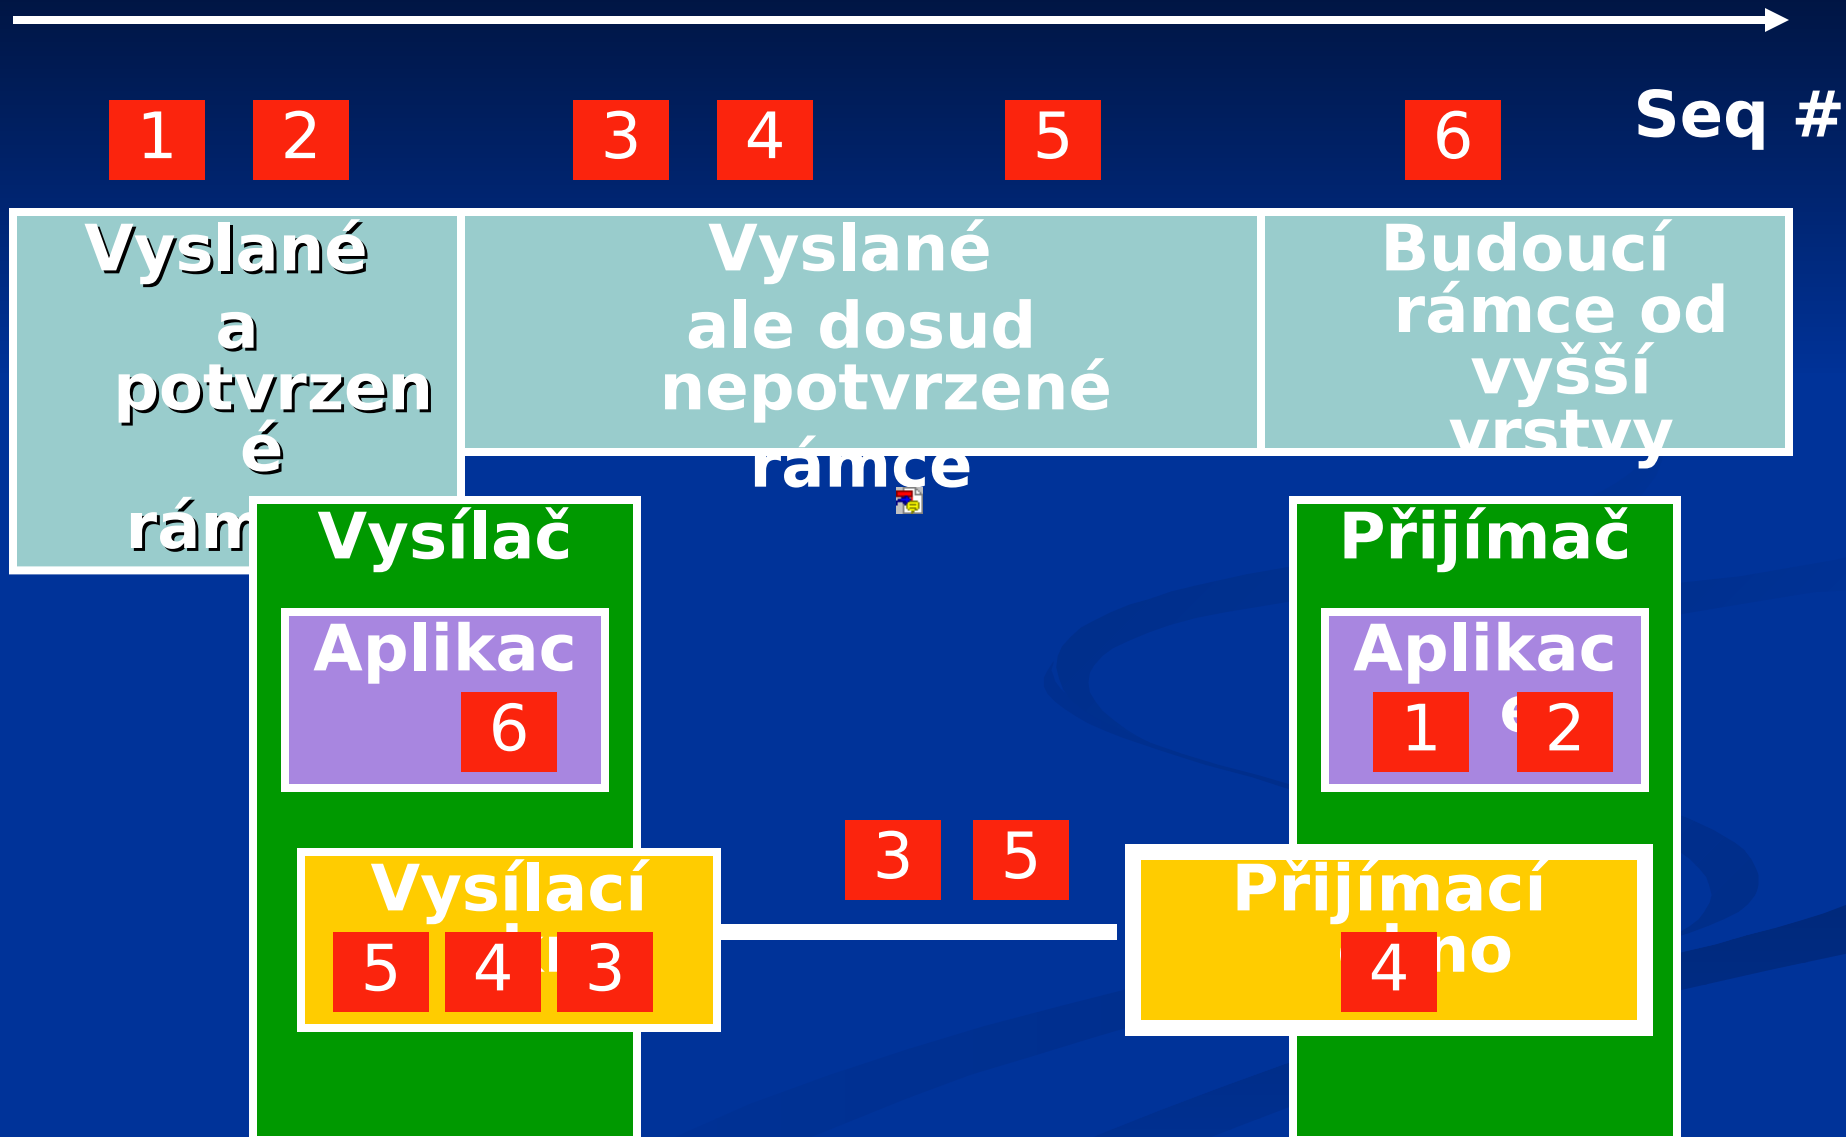 Seq #
1 2 3 4 5 6
Vyslané
a
potvrzen
é
Vyslané
ale dosud
nepotvrzené
rámce
Budoucí
rámce od
vyšší
vrstvy
Vysílač
Aplikac
6
Přijímač
Aplikac
1 2
3 5
Vysílací
5 4 3
Přijímací
4